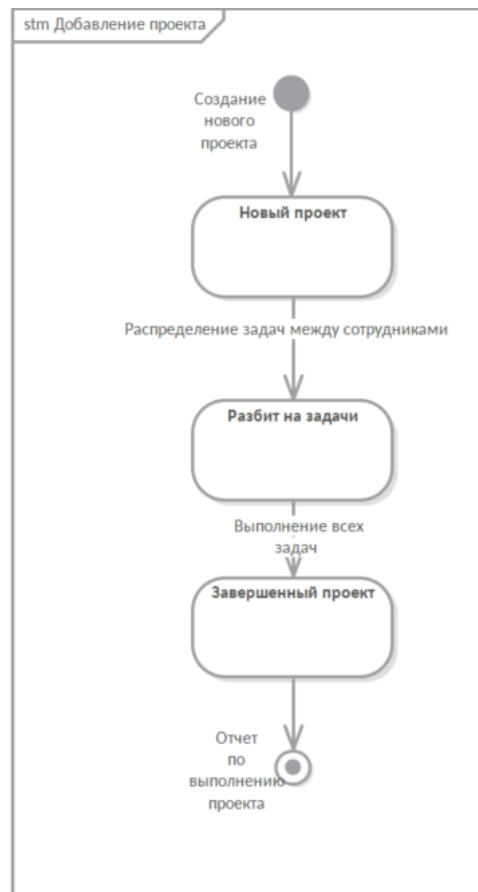 stm Добавление проекта
Создание
нового
проекта
Новый проект
Распределение задач между сотрудниками
Разбит на задачи
Выполнение всех
задач
Завершенный проект
Отчет
по
выполнению
проекта